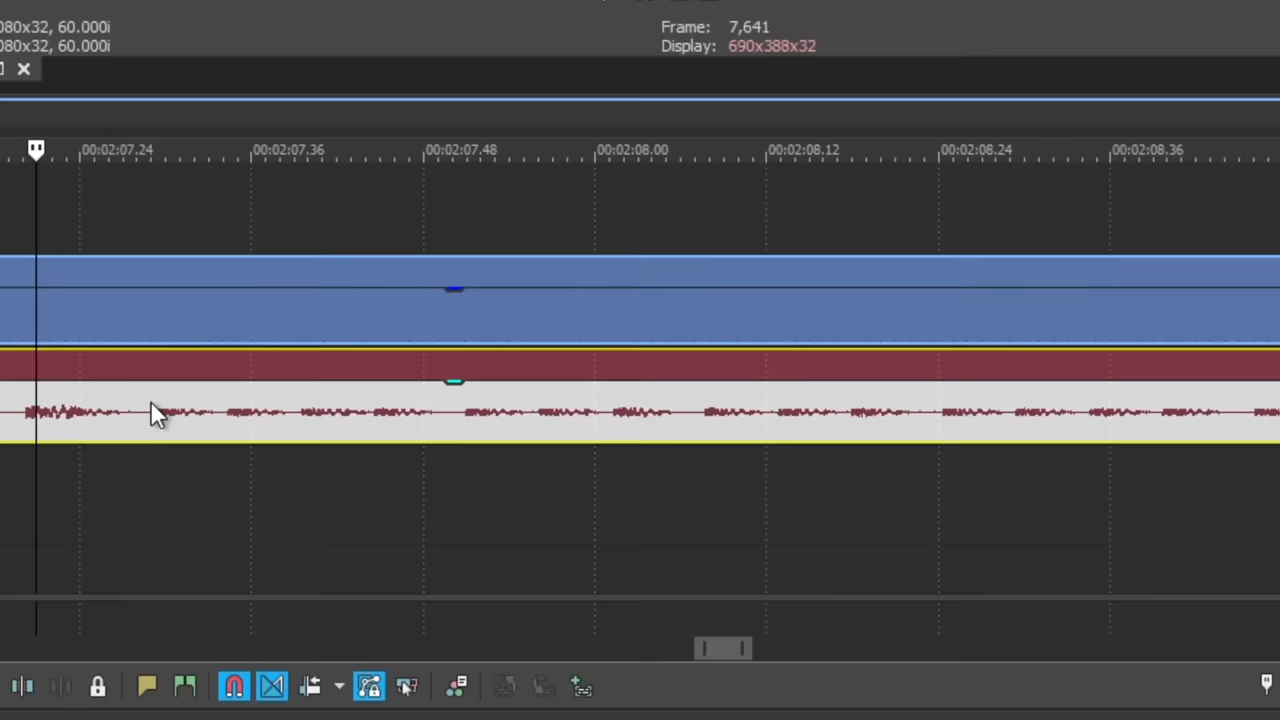 080x32, 60.000i
Frame: 7,641
080x32, 60.000i
Display: 690x388x32
00:02:07.24 00:02:07.36 00:02:07.48 00:02:08.00 00:02:08.12 00:02:08.24 00:02:08.36